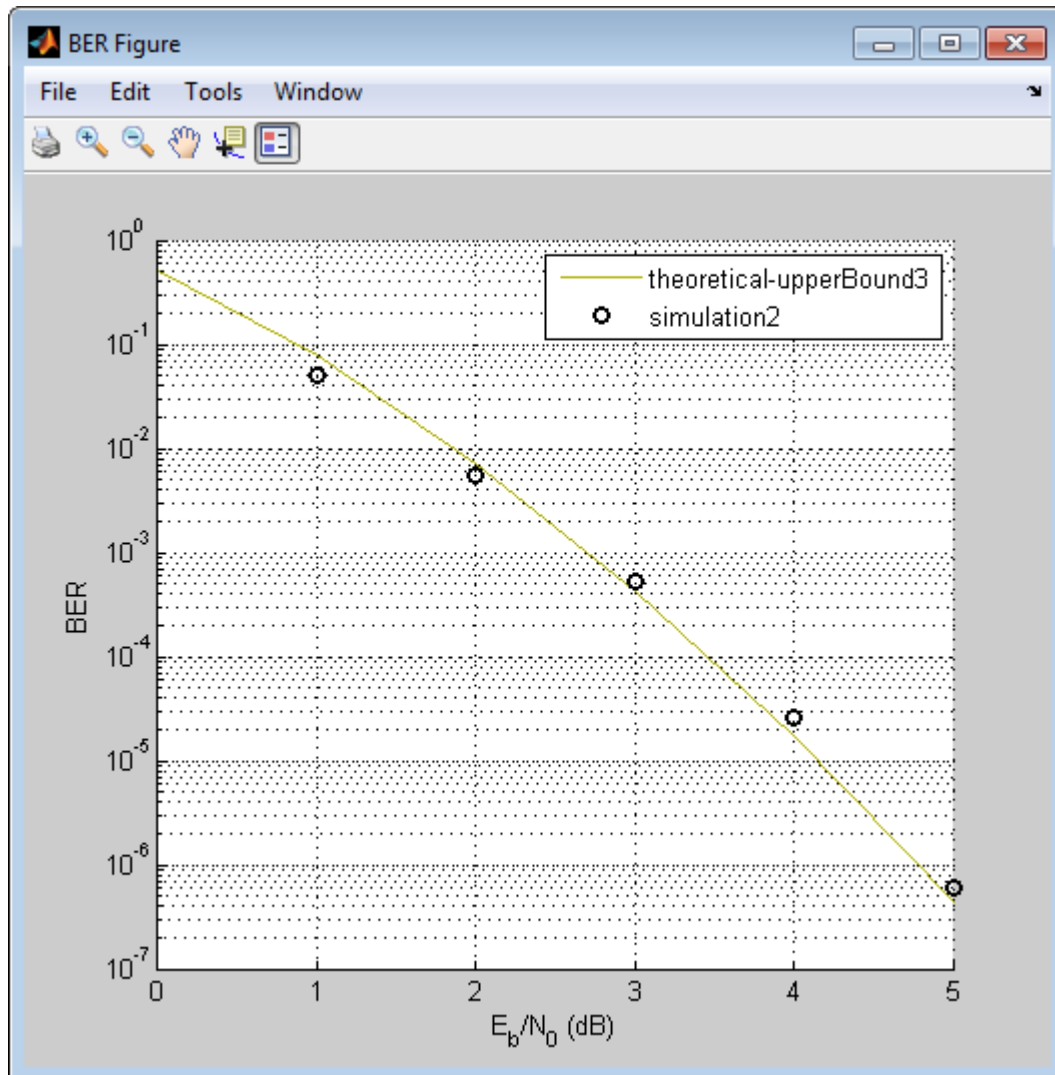 BER Figure
File Edit Tools Window
10^0
10^-1
10^-2
10^-3
10^-4
10^-5
10^-6
10^-7
BER
theoretical-upperBound3
simulation2
0 1 2 3 4 5
E_b/N_0 (dB)